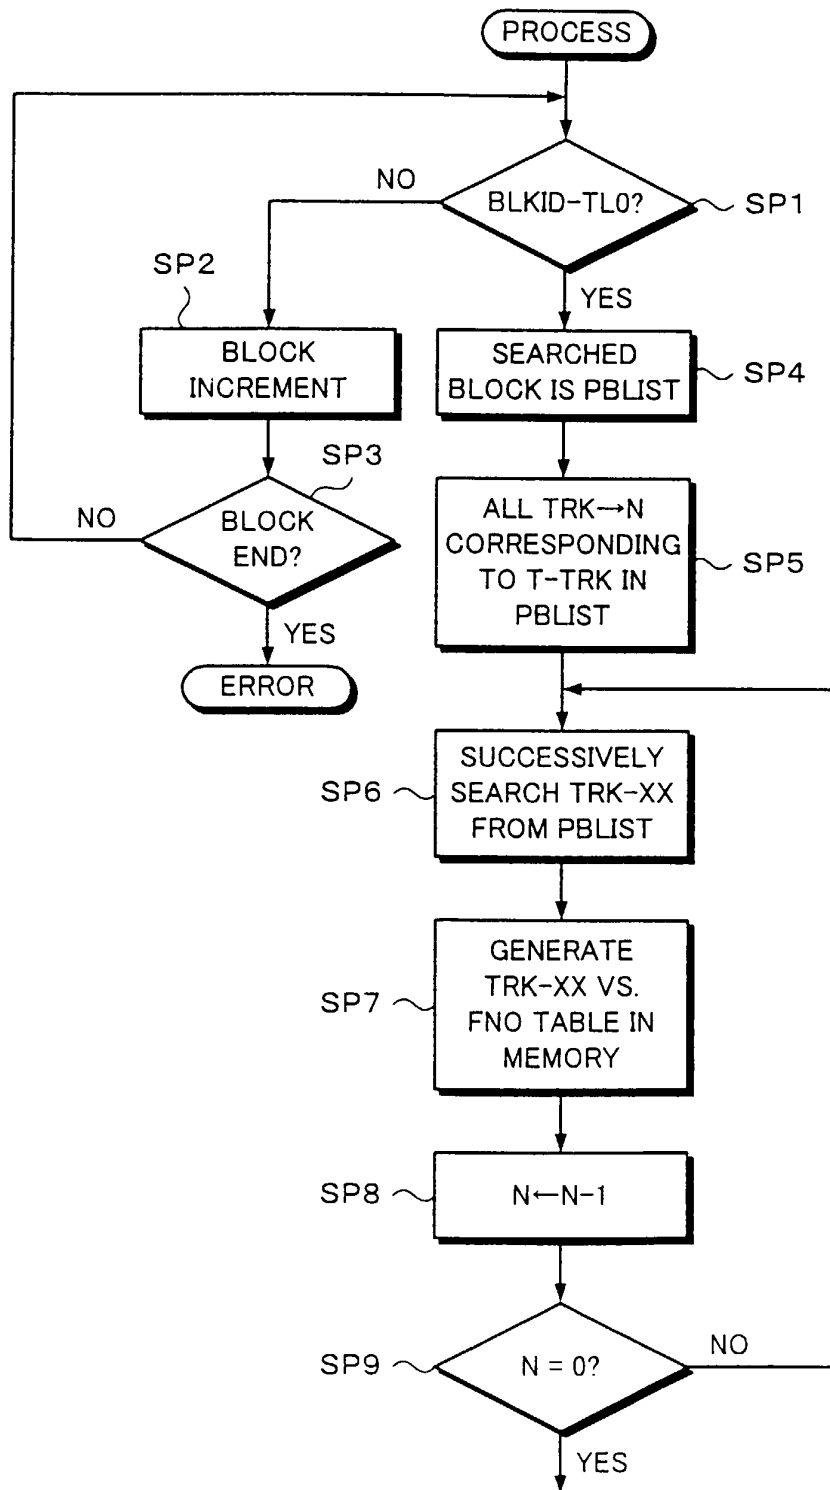 PROCESS
NO
BLKID-TL0?
SP1
SP2
YES
BLOCK
INCREMENT
SEARCHED
BLOCK IS PBLIST
SP4
SP3
NO
BLOCK
END?
ALL TRK→N
CORRESPONDING
TO T-TRK IN
PBLIST
SP5
YES
ERROR
SP6
SUCCESSIVELY
SEARCH TRK-XX
FROM PBLIST
SP7
GENERATE
TRK-XX VS.
FNO TABLE IN
MEMORY
SP8
N←N-1
SP9
N = 0?
NO
YES